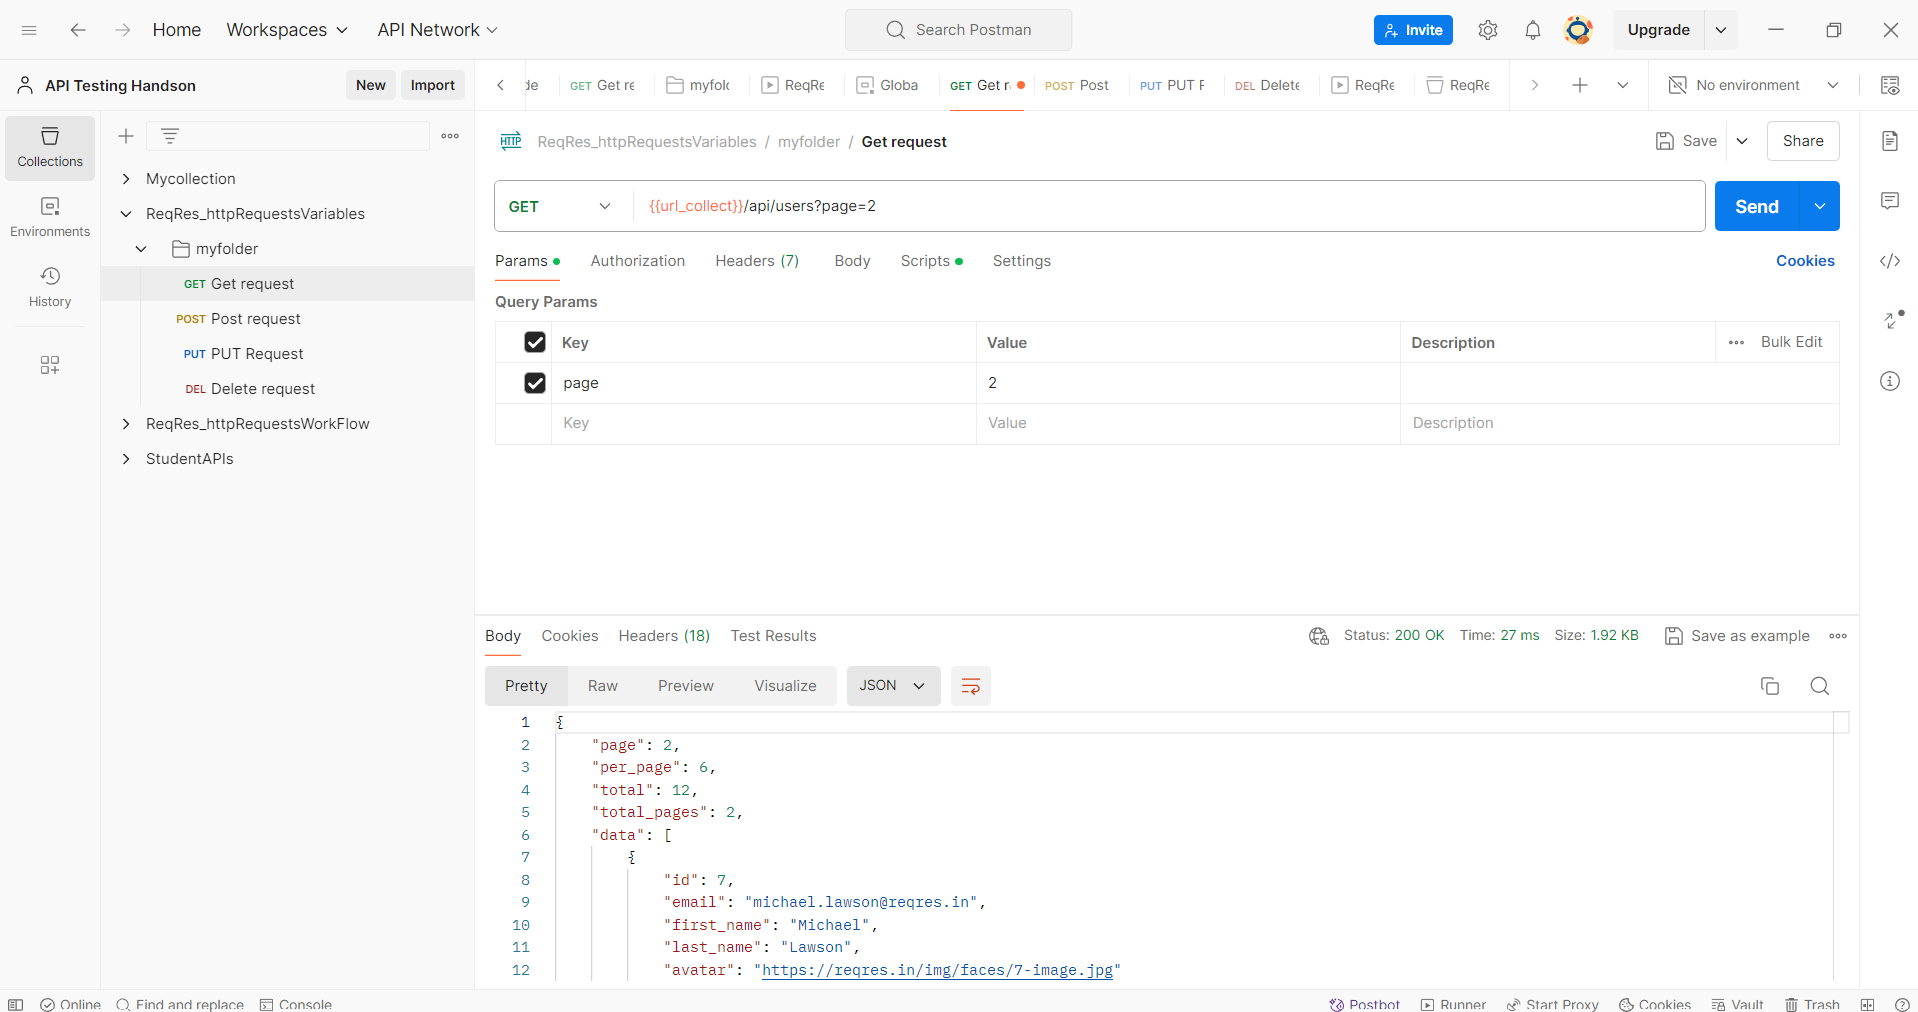 Home Workspaces API Network Search Postman Invite Upgrade
API Testing Handson New Import de Get re myfol ReqRe Globa GET Get r POST Post PUT PUT F DEL Delete ReqRe ReqRe No environment
Collections
Environments
History
Mycollection
ReqRes_httpRequestsVariables
myfolder
GET Get request
POST Post request
PUT PUT Request
DEL Delete request
ReqRes_httpRequestsWorkFlow
StudentAPIs
HTTP ReqRes_httpRequestsVariables / myfolder / Get request Save Share
GET {{url_collect}}/api/users?page=2 Send
Params Authorization Headers (7) Body Scripts Settings Cookies
Query Params
Key Value Description Bulk Edit
page 2
Key Value Description
Body Cookies Headers (18) Test Results Status: 200 OK Time: 27 ms Size: 1.92 KB Save as example
Pretty Raw Preview Visualize JSON
1 {
2 "page": 2,
3 "per_page": 6,
4 "total": 12,
5 "total_pages": 2,
6 "data": [
7 {
8 "id": 7,
9 "email": "michael.lawson@reqres.in",
10 "first_name": "Michael",
11 "last_name": "Lawson",
12 "avatar": "https://reqres.in/img/faces/7-image.jpg"
Online Find and replace Console Postbot Runner Start Proxy Cookies Vault Trash